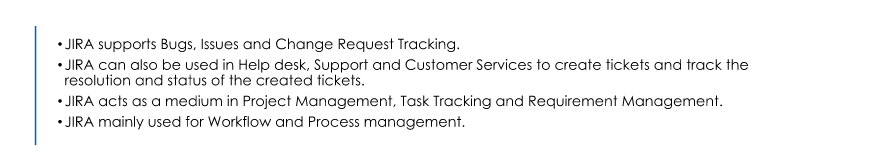 • JIRA supports Bugs, Issues and Change Request Tracking.
• JIRA can also be used in Help desk, Support and Customer Services to create tickets and track the
resolution and status of the created tickets.
• JIRA acts as a medium in Project Management, Task Tracking and Requirement Management.
• JIRA mainly used for Workflow and Process management.